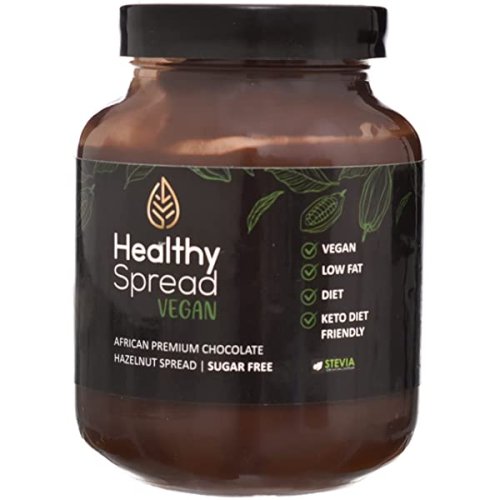 Healthy
Spread
VEGAN
AFRICAN PREMIUM CHOCOLATE
HAZELNUT SPREAD | SUGAR FREE
VEGAN
LOW FAT
DIET
KETO DIET
FRIENDLY
STEVIA